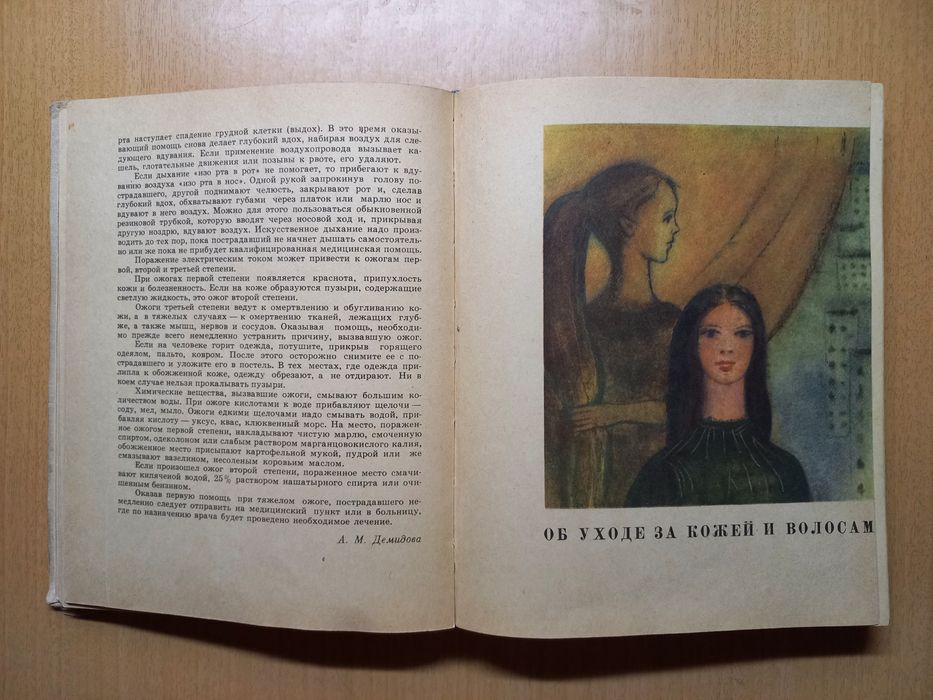 рта наступает спадение грудной клетки (выдох). В это время оказы-
вающий помощь снова делает глубокий вдох, набирая воздух для сле-
дующего вдувания. Если применение воздухопровода вызывает ка-
шель, глотательные движения или позывы к рвоте, его удаляют.
Если дыхание «изо рта в рот» не помогает, то прибегают к вду-
ванию воздуха «изо рта в нос». Одной рукой запрокинув голову по-
страдавшего, другой поднимают челюсть, закрывают рот и, сделав
глубокий вдох, обхватывают губами через платок или марлю нос и
вдувают в него воздух. Можно для этого пользоваться обыкновенной
резиновой трубкой, которую вводят через носовой ход и, прикрывая
другую ноздрю, вдувают воздух. Искусственное дыхание надо произ-
водить до тех пор, пока пострадавший не начнет дышать самостоятель-
но или же пока не прибудет квалифицированная медицинская помощь.
Поражение электрическим током может привести к ожогам пер-
вой, второй и третьей степени.
При ожогах первой степени появляется краснота, припухлость
кожи и болезненность. Если на коже образуются пузыри, содержащие
светлую жидкость, это ожог второй степени.
Ожоги третьей степени ведут к омертвлению и обугливанию ко-
жи, а в тяжелых случаях — к омертвению тканей, лежащих глуб-
же, а также мышц, нервов и сосудов. Оказывая помощь, необходи-
мо прежде всего немедленно устранить причину, вызвавшую ожог.
Если на человеке горит одежда, потушите, прикрыв горящего
одеялом, пальто, ковром. После этого осторожно снимите ее с по-
страдавшего и уложите его в постель. В тех местах, где одежда при-
липла к обожженной коже, одежду обрезают, а не отдирают. Ни в
коем случае нельзя прокалывать пузыри.
Химические вещества, вызвавшие ожоги, смывают большим ко-
личеством воды. При ожоге кислотами к воде прибавляют щелочи —
соду, мел, мыло. Ожоги едкими щелочами надо смывать водой, при-
бавляя кислоту — уксус, квас, клюквенный морс. На место, поражен-
ное ожогом первой степени, накладывают чистую марлю, смоченную
спиртом, одеколоном или слабым раствором марганцовокислого калия,
обожженное место присыпают картофельной мукой, пудрой или же
смазывают вазелином, несоленым коровьим маслом.
Если произошел ожог второй степени, пораженное место смачи-
вают кипяченой водой, 25% раствором нашатырного спирта или очи-
щенным бензином.
Оказав первую помощь при тяжелом ожоге, пострадавшего не-
медленно следует отправить на медицинский пункт или в больницу,
где по назначению врача будет проведено необходимое лечение.
А. М. Демидова
ОБ УХОДЕ ЗА КОЖЕЙ И ВОЛОСАМ